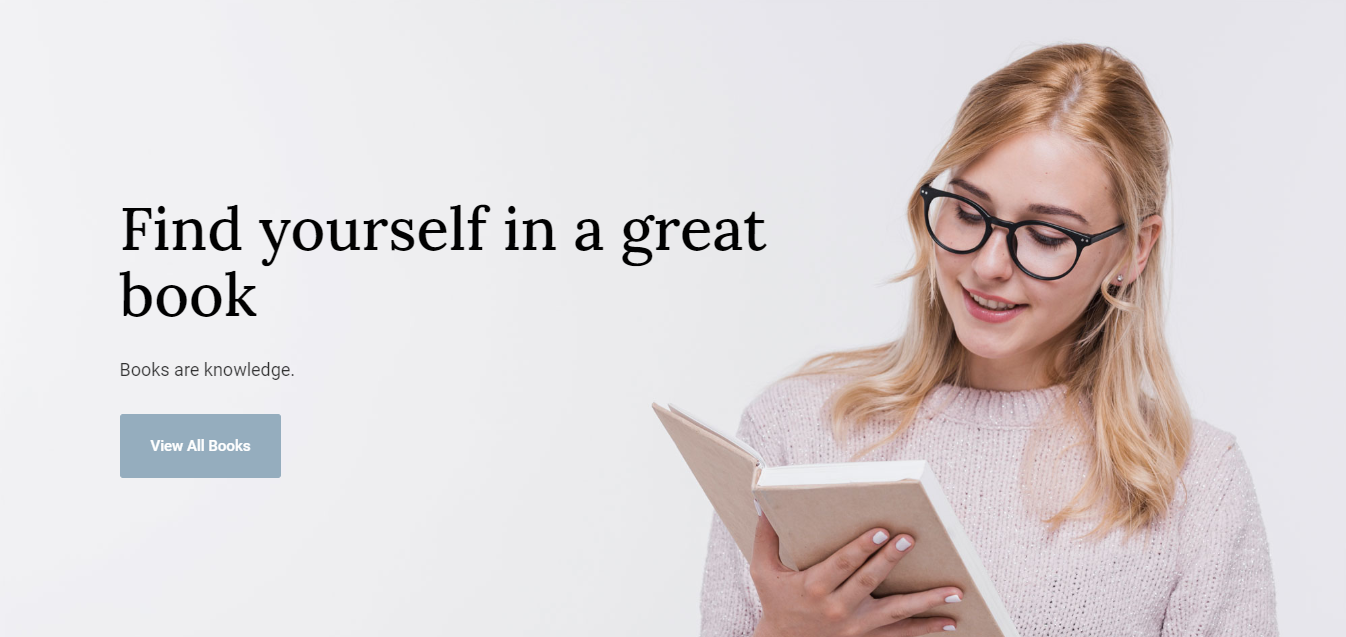 Find yourself in a great
book
Books are knowledge.
View All Books